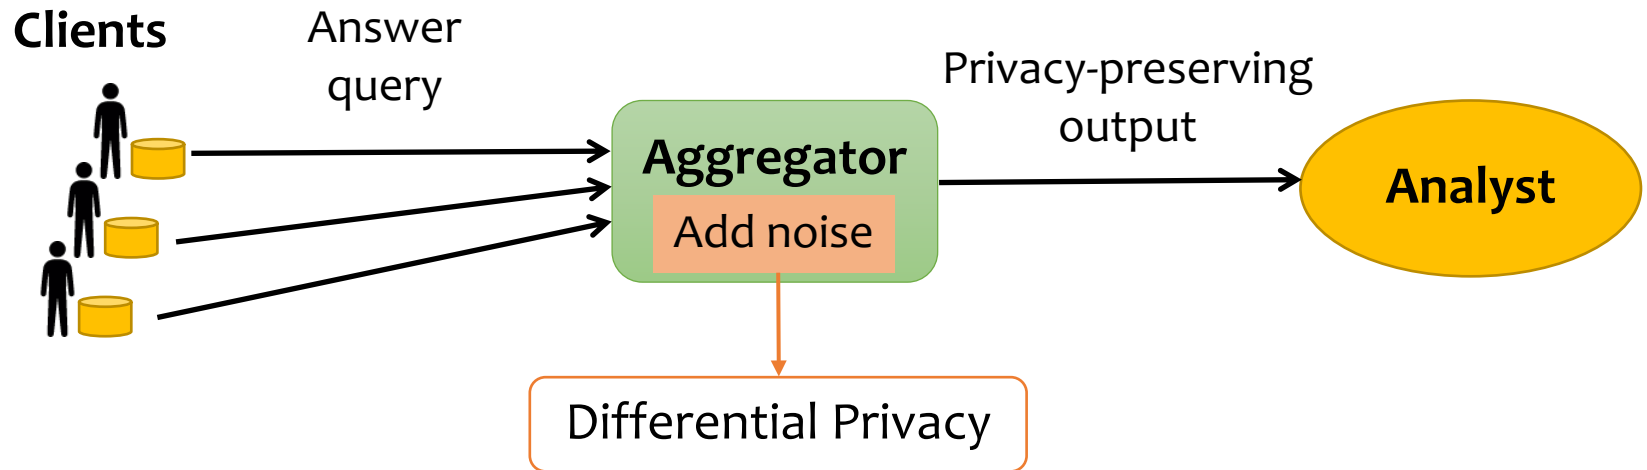 Clients
Answer
query
Privacy-preserving
output
Aggregator
Add noise
Analyst
Differential Privacy